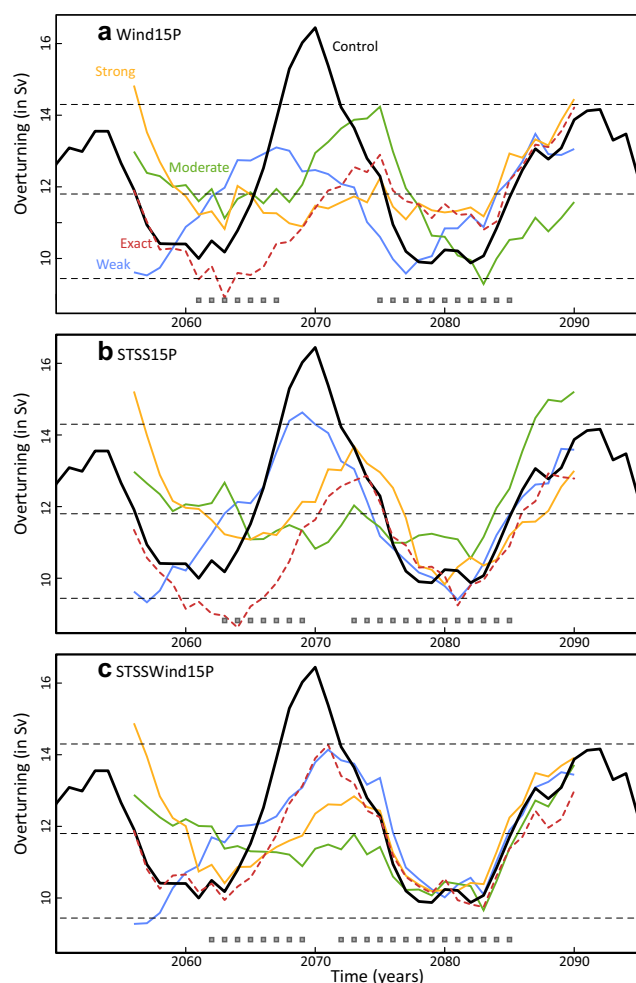 a Wind15P
Control
Strong
Moderate
Exact
Weak
Overturning (in Sv)
10 12 14 16
2060 2070 2080 2090
b STSS15P
Overturning (in Sv)
10 12 14 16
2060 2070 2080 2090
c STSSWind15P
Overturning (in Sv)
10 12 14 16
2060 2070 2080 2090
Time (years)